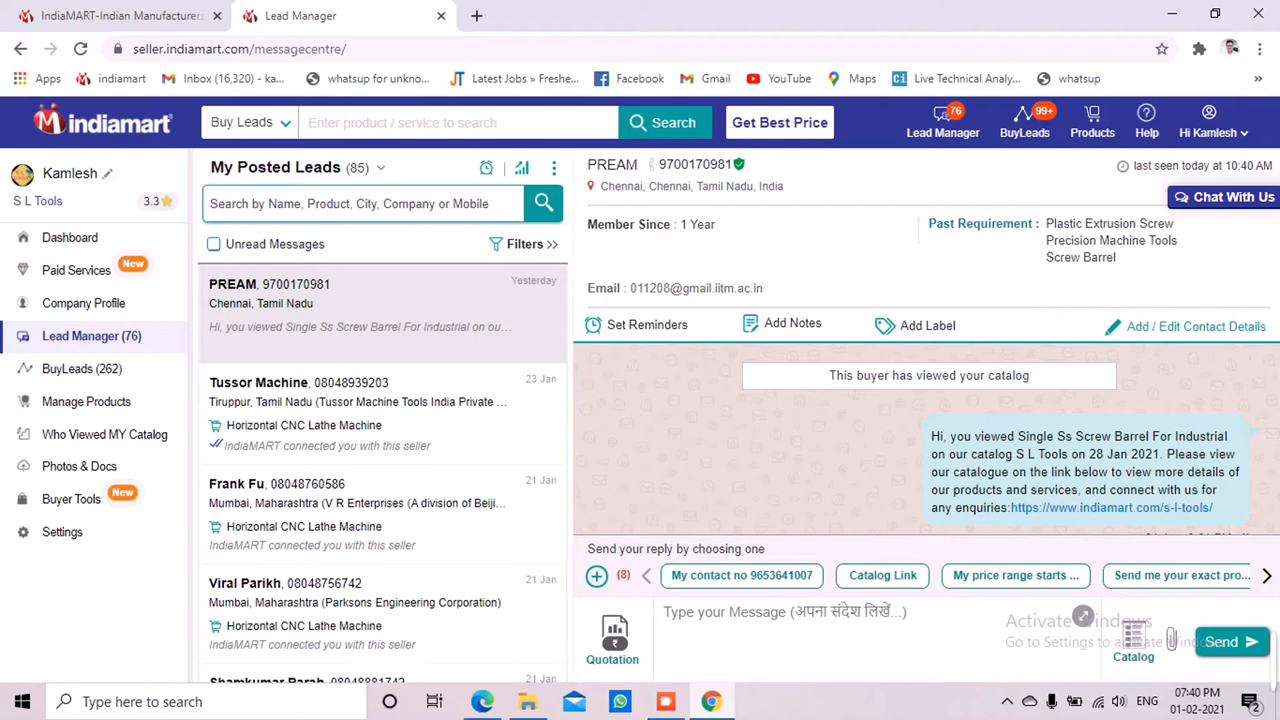 IndiaMART-Indian Manufacturers
Lead Manager
seller.indiamart.com/messagecentre/
Apps
indiamart
Inbox (16,320) - ka...
whatsup for unkno...
Latest Jobs » Freshe...
Facebook
Gmail
YouTube
Maps
Live Technical Analy...
whatsup
indiamart
Buy Leads
Enter product / service to search
Search
Get Best Price
76
Lead Manager
99+
BuyLeads
Products
Help
Hi Kamlesh
Kamlesh
S L Tools
3.3
Dashboard
Paid Services
New
Company Profile
Lead Manager (76)
BuyLeads (262)
Manage Products
Who Viewed MY Catalog
Photos & Docs
Buyer Tools
New
Settings
My Posted Leads (85)
Search by Name, Product, City, Company or Mobile
Unread Messages
Filters >>
PREAM, 9700170981
Yesterday
Chennai, Tamil Nadu
Hi, you viewed Single Ss Screw Barrel For Industrial on ou...
Tussor Machine, 08048939203
23 Jan
Tiruppur, Tamil Nadu (Tussor Machine Tools India Private ...
Horizontal CNC Lathe Machine
IndiaMART connected you with this seller
Frank Fu, 08048760586
21 Jan
Mumbai, Maharashtra (V R Enterprises (A division of Beiji...
Horizontal CNC Lathe Machine
IndiaMART connected you with this seller
Viral Parikh, 08048756742
21 Jan
Mumbai, Maharashtra (Parksons Engineering Corporation)
Horizontal CNC Lathe Machine
IndiaMART connected you with this seller
Shamkumar Parab, 08048881742
21 Jan
PREAM
9700170981
last seen today at 10:40 AM
Chennai, Chennai, Tamil Nadu, India
Chat With Us
Member Since : 1 Year
Past Requirement :
Plastic Extrusion Screw
Precision Machine Tools
Screw Barrel
Email : 011208@gmail.iitm.ac.in
Set Reminders
Add Notes
Add Label
Add / Edit Contact Details
This buyer has viewed your catalog
Hi, you viewed Single Ss Screw Barrel For Industrial
on our catalog S L Tools on 28 Jan 2021. Please view
our catalogue on the link below to view more details of
our products and services, and connect with us for
any enquiries:https://www.indiamart.com/s-l-tools/
Send your reply by choosing one
(8)
My contact no 9653641007
Catalog Link
My price range starts ...
Send me your exact pro...
Quotation
Type your Message (अपना संदेश लिखें...)
Activate Windows
Go to Settings to activate Windows.
Catalog
Send
Type here to search
ENG
07:40 PM
01-02-2021
2